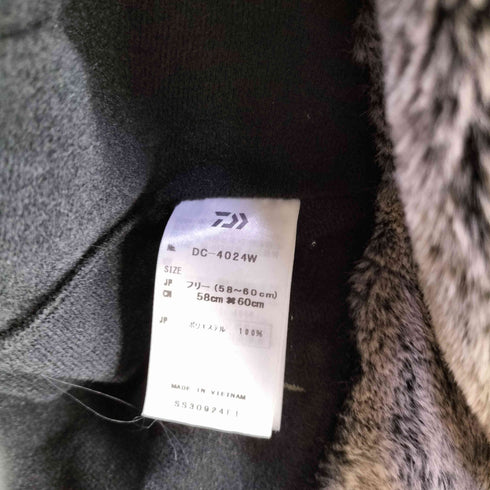 DC-4024W
SIZE
JP フリー (58~60cm)
CN 58cm✖60cm
JP ポリエステル 100%
MADE IN VIETNAM